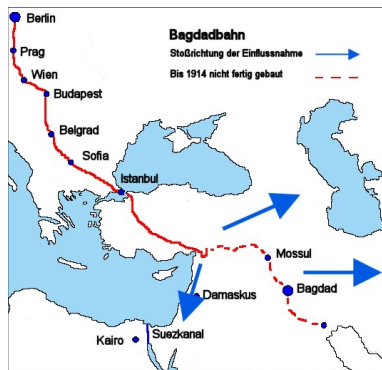 Berlin
Bagdadbahn
Stoßrichtung der Einflussnahme
Prag
Bis 1914 nicht fertig gebaut
Wien
Budapest
Belgrad
Sofia
Istanbul
Mossul
Damaskus
Bagdad
Suezkanal
Kairo